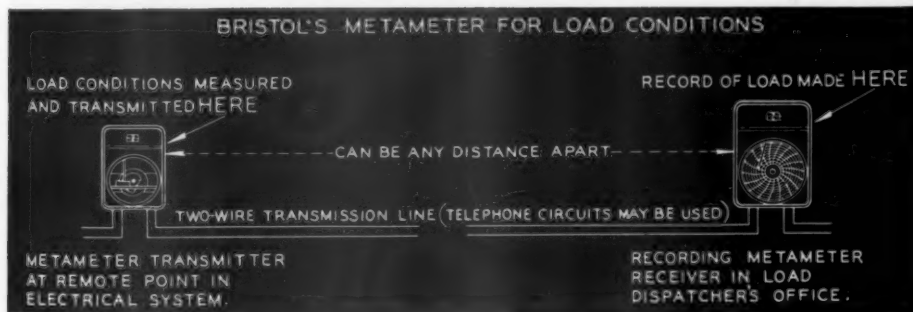 BRISTOL'S METAMETER FOR LOAD CONDITIONS
LOAD CONDITIONS MEASURED
AND TRANSMITTED HERE
RECORD OF LOAD MADE HERE
CAN BE ANY DISTANCE APART
TWO-WIRE TRANSMISSION LINE (TELEPHONE CIRCUITS MAY BE USED)
METAMETER TRANSMITTER
AT REMOTE POINT IN
ELECTRICAL SYSTEM.
RECORDING METAMETER
RECEIVER IN LOAD
DISPATCHER'S OFFICE.